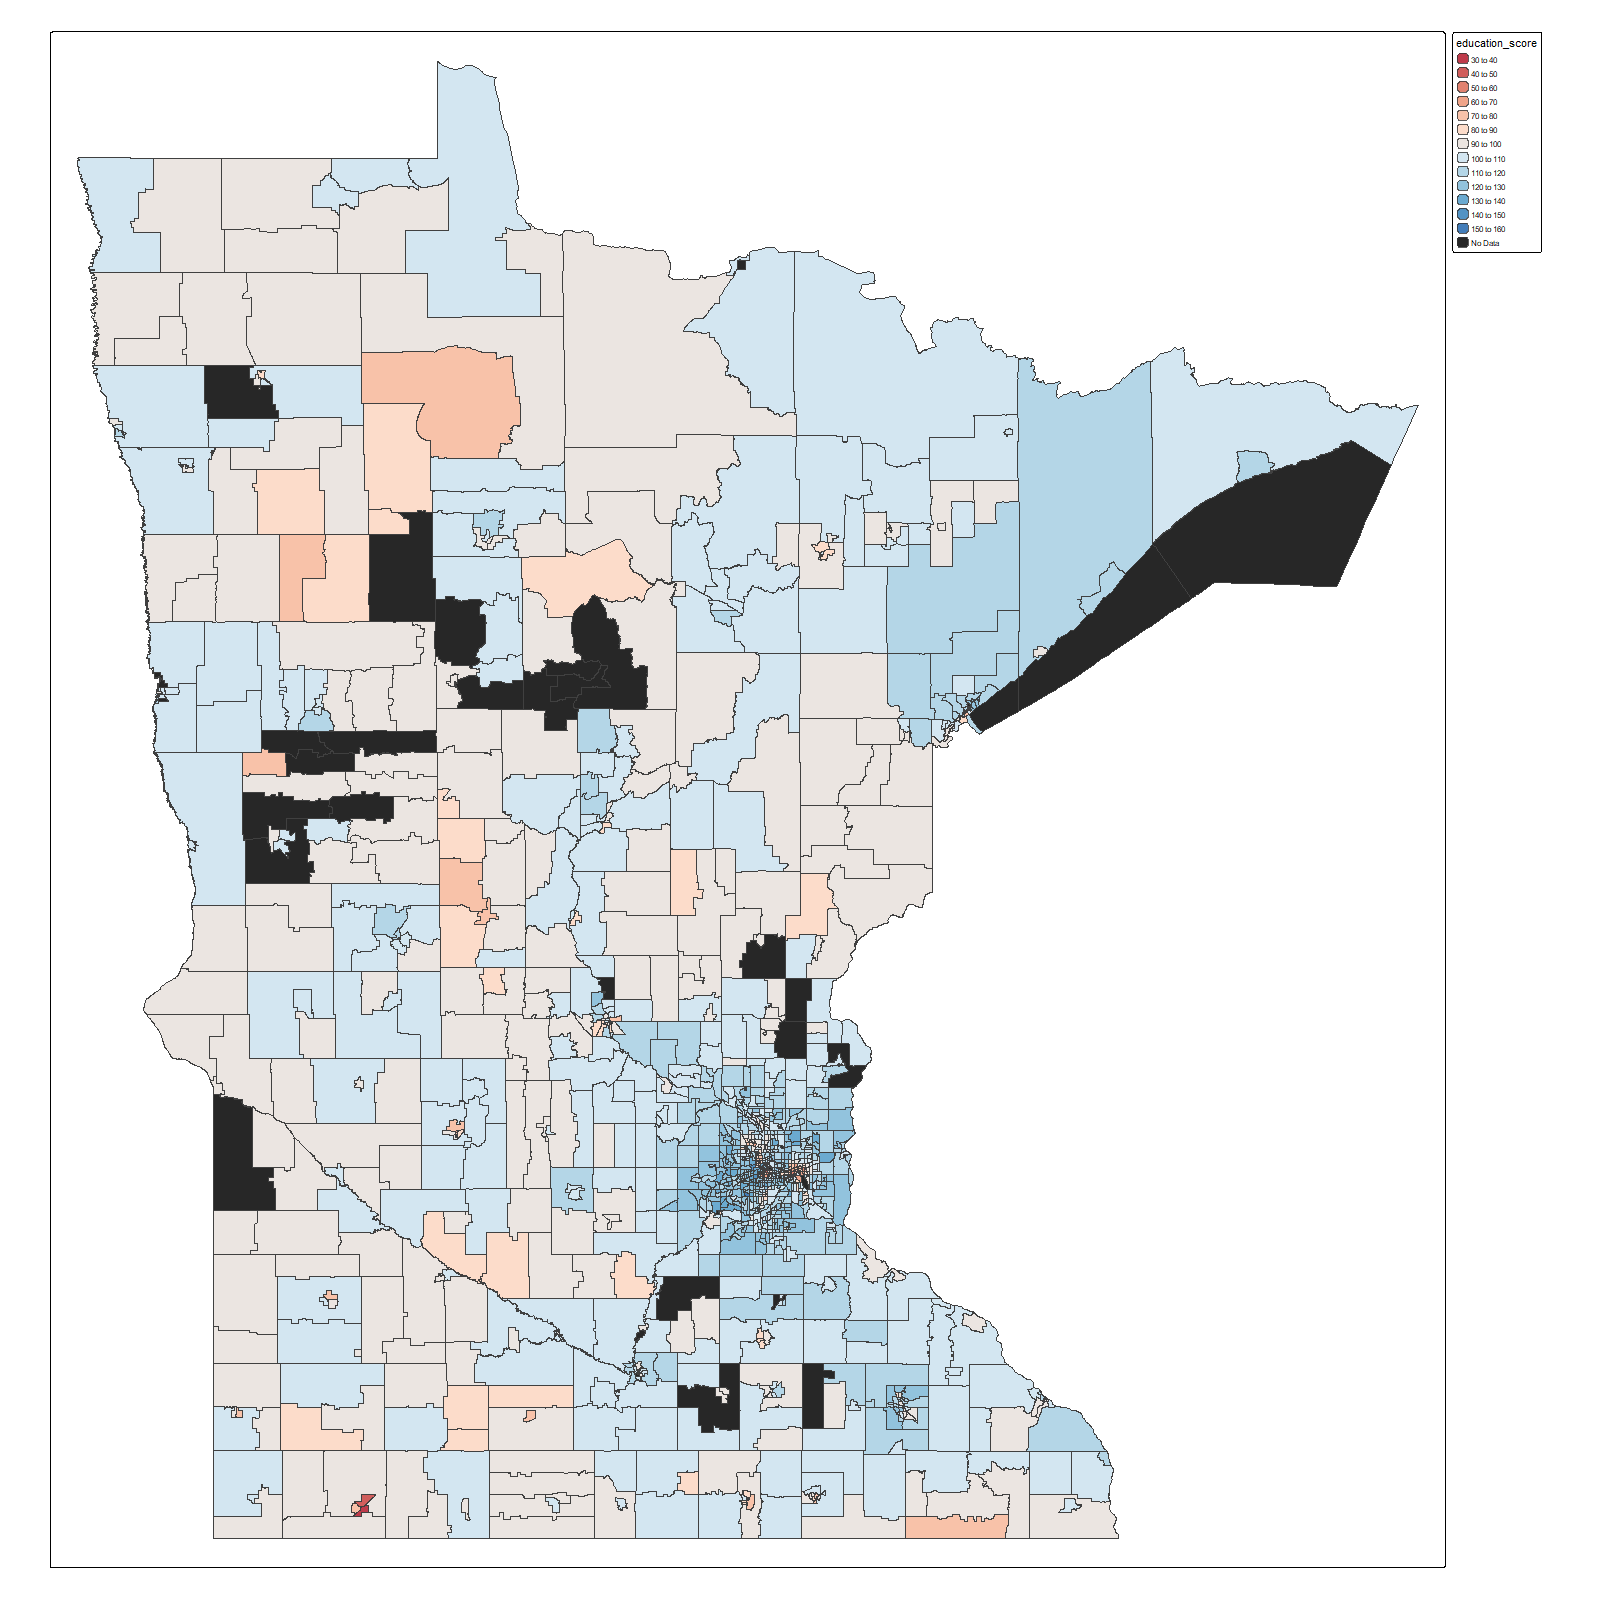 education_score
30 to 40
40 to 50
50 to 60
60 to 70
70 to 80
80 to 90
90 to 100
100 to 110
110 to 120
120 to 130
130 to 140
140 to 150
150 to 160
No Data